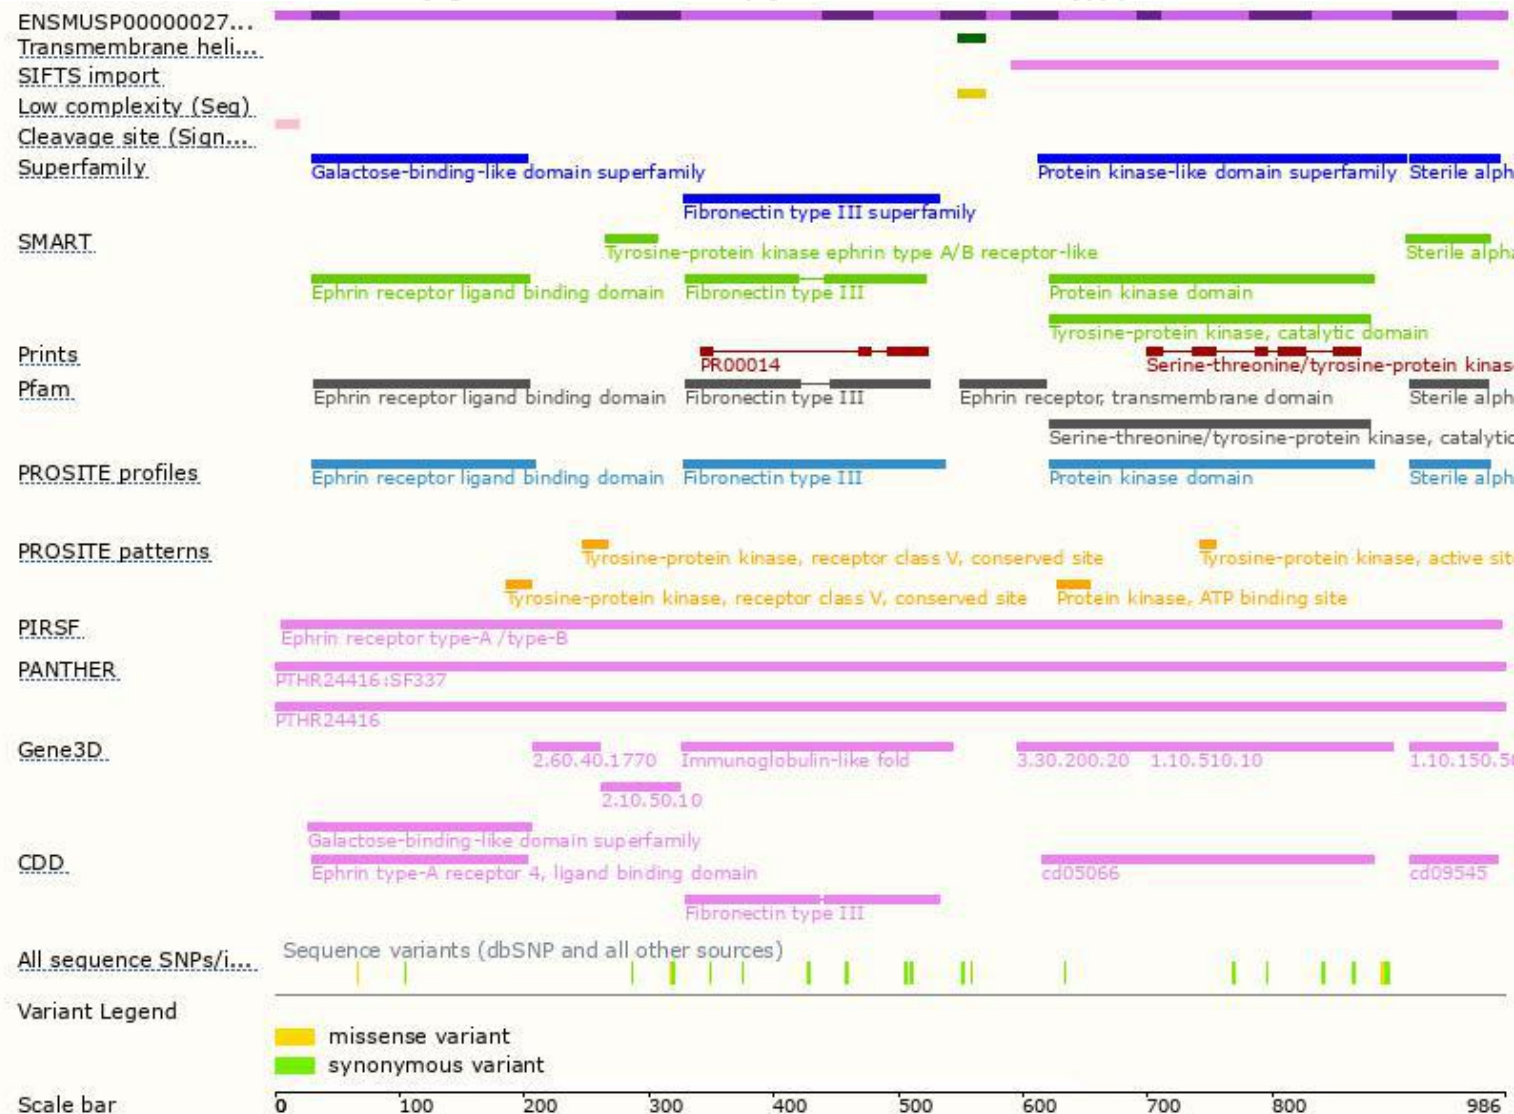 ENSMUSP00000027...
Transmembrane heli...
SIFTS import
Low complexity (Seg)
Cleavage site (Sign...
Superfamily
Galactose-binding-like domain superfamily
Protein kinase-like domain superfamily
Sterile alph
Fibronectin type III superfamily
SMART
Tyrosine-protein kinase ephrin type A/B receptor-like
Sterile alpha
Ephrin receptor ligand binding domain
Fibronectin type III
Protein kinase domain
Tyrosine-protein kinase, catalytic domain
Prints
PR00014
Serine-threonine/tyrosine-protein kinas
Pfam
Ephrin receptor ligand binding domain
Fibronectin type III
Ephrin receptor, transmembrane domain
Sterile alph
Serine-threonine/tyrosine-protein kinase, catalytic
PROSITE profiles
Ephrin receptor ligand binding domain
Fibronectin type III
Protein kinase domain
Sterile alph
PROSITE patterns
Tyrosine-protein kinase, receptor class V, conserved site
Tyrosine-protein kinase, active sit
Tyrosine-protein kinase, receptor class V, conserved site
Protein kinase, ATP binding site
PIRSF
Ephrin receptor type-A /type-B
PANTHER
PTHR24416:SF337
PTHR24416
Gene3D
2.60.40.1770
Immunoglobulin-like fold
3.30.200.20
1.10.510.10
1.10.150.5
2.10.50.10
Galactose-binding-like domain superfamily
CDD
Ephrin type-A receptor 4, ligand binding domain
cd05066
cd09545
Fibronectin type III
All sequence SNPs/i...
Sequence variants (dbSNP and all other sources)
Variant Legend
missense variant
synonymous variant
Scale bar
0 100 200 300 400 500 600 700 800 986